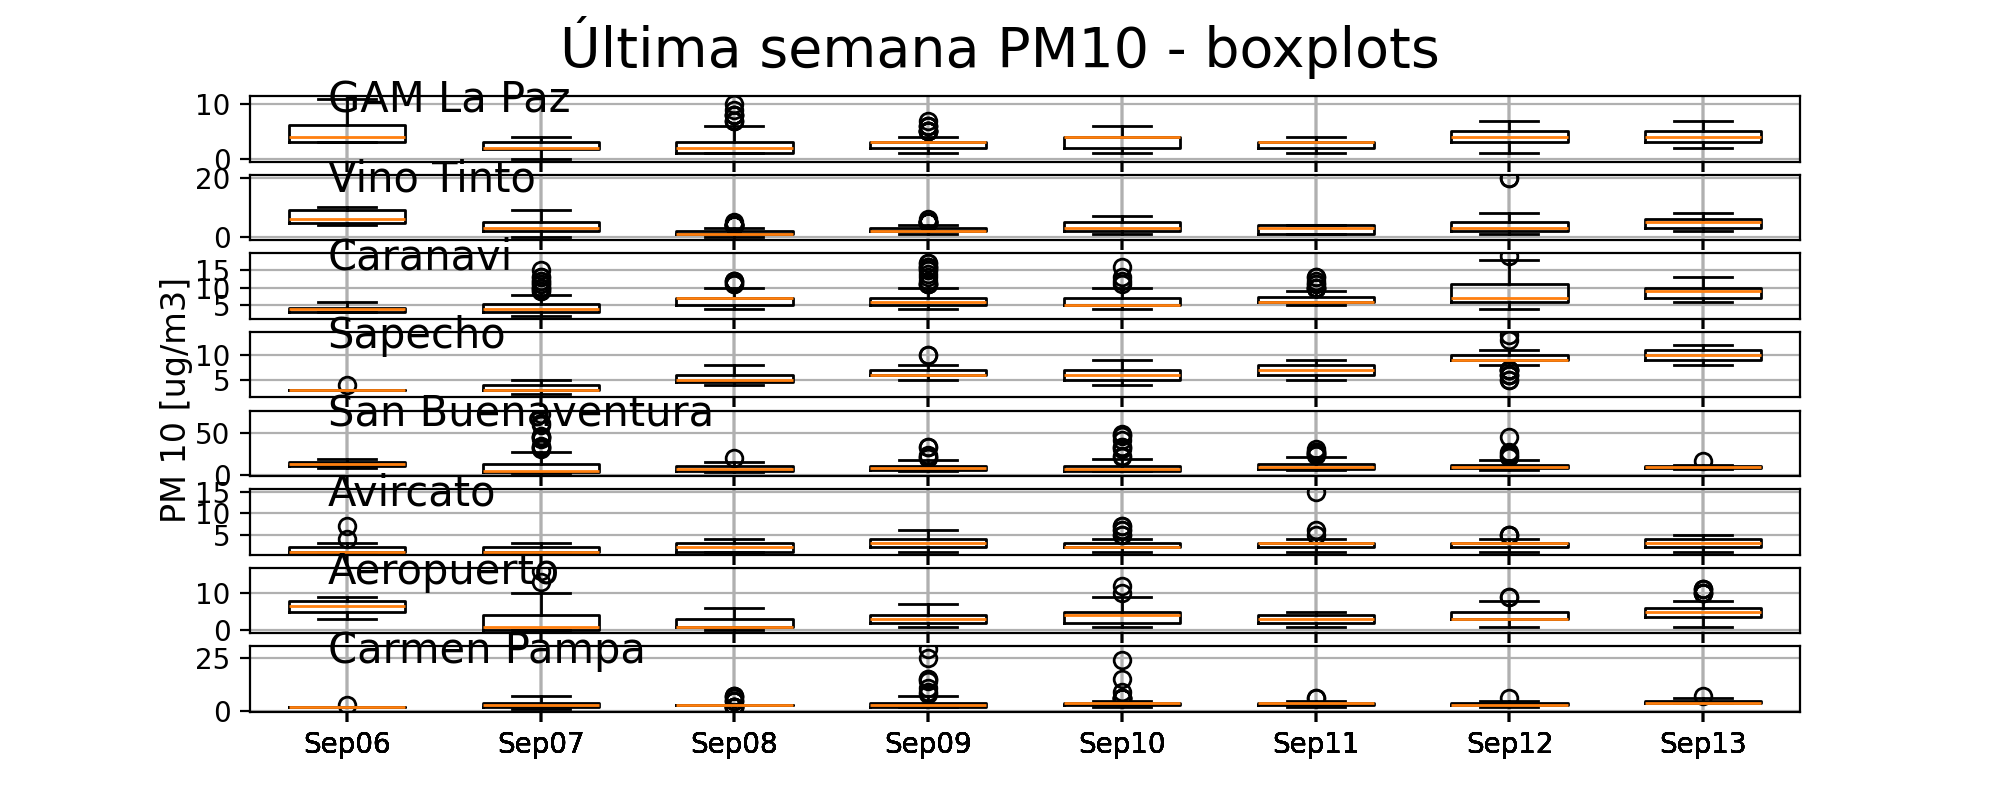 Última semana PM10 - boxplots
GAM La Paz
10
0
Vino Tinto
20
0
Caranavi
15
10
5
Sapecho
10
5
San Buenaventura
50
0
Avircato
15
10
5
Aeropuerto
10
0
Carmen Pampa
25
0
PM 10 [ug/m3]
Sep06 Sep07 Sep08 Sep09 Sep10 Sep11 Sep12 Sep13